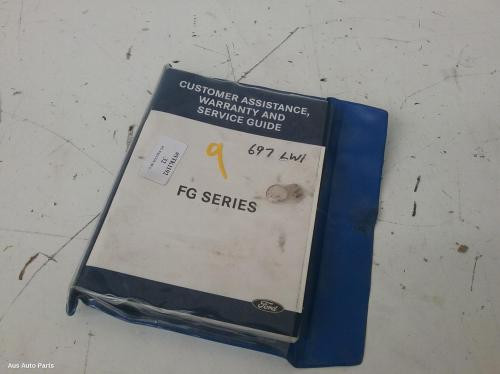 CUSTOMER ASSISTANCE,
WARRANTY AND
SERVICE GUIDE
9
697 LWI
FG SERIES
Ford
Aus Auto Parts